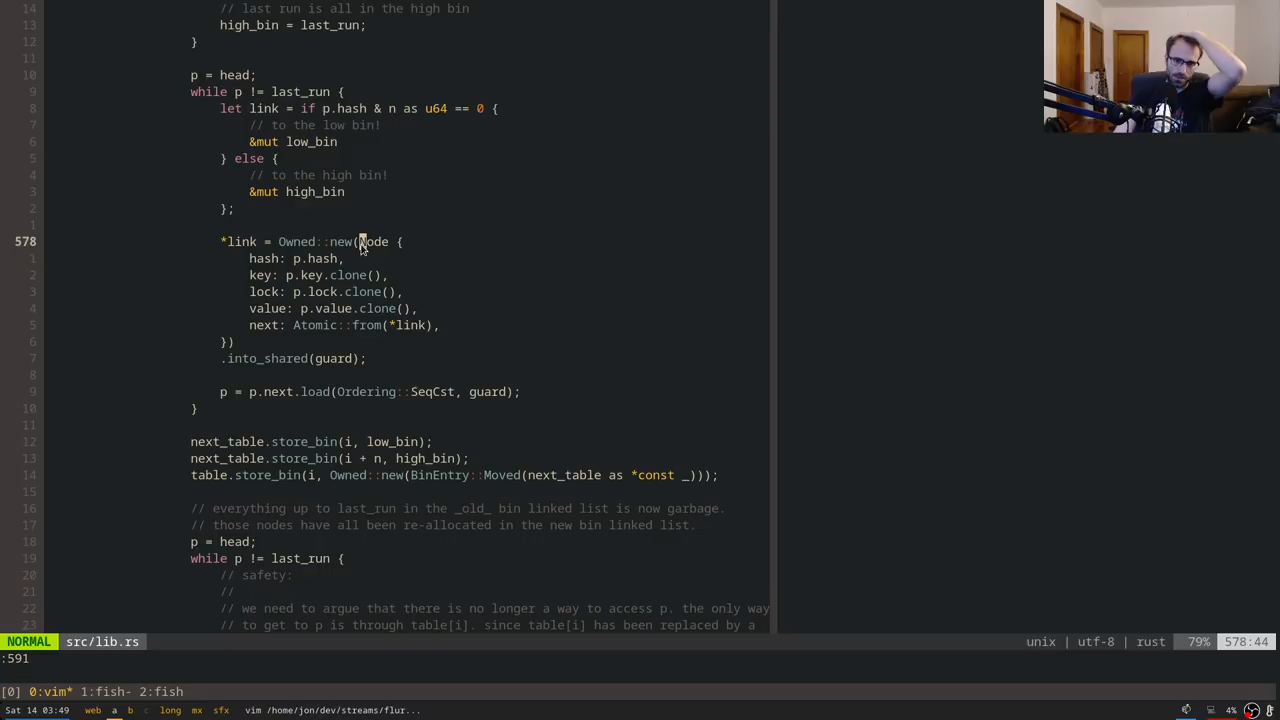 14                 // last run is all in the high bin
13                 high_bin = last_run;
12             }
11
10             p = head;
9             while p != last_run {
8                 let link = if p.hash & n as u64 == 0 {
7                     // to the low bin!
6                     &mut low_bin
5                 } else {
4                     // to the high bin!
3                     &mut high_bin
2                 };
1
578                 *link = Owned::new(Node {
1                     hash: p.hash,
2                     key: p.key.clone(),
3                     lock: p.lock.clone(),
4                     value: p.value.clone(),
5                     next: Atomic::from(*link),
6                 })
7                 .into_shared(guard);
8
9                 p = p.next.load(Ordering::SeqCst, guard);
10             }
11
12             next_table.store_bin(i, low_bin);
13             next_table.store_bin(i + n, high_bin);
14             table.store_bin(i, Owned::new(BinEntry::Moved(next_table as *const _)));
15
16             // everything up to last_run in the _old_ bin linked list is now garbage.
17             // those nodes have all been re-allocated in the new bin linked list.
18             p = head;
19             while p != last_run {
20                 // safety:
21                 //
22                 // we need to argue that there is no longer a way to access p. the only way
23                 // to get to p is through table[i]. since table[i] has been replaced by a
NORMAL src/lib.rs unix | utf-8 | rust 79% 578:44
:591
[0] 0:vim* 1:fish- 2:fish
Sat 14 03:49 web a b c long mx sfx vim /home/jon/dev/streams/flur... 4%